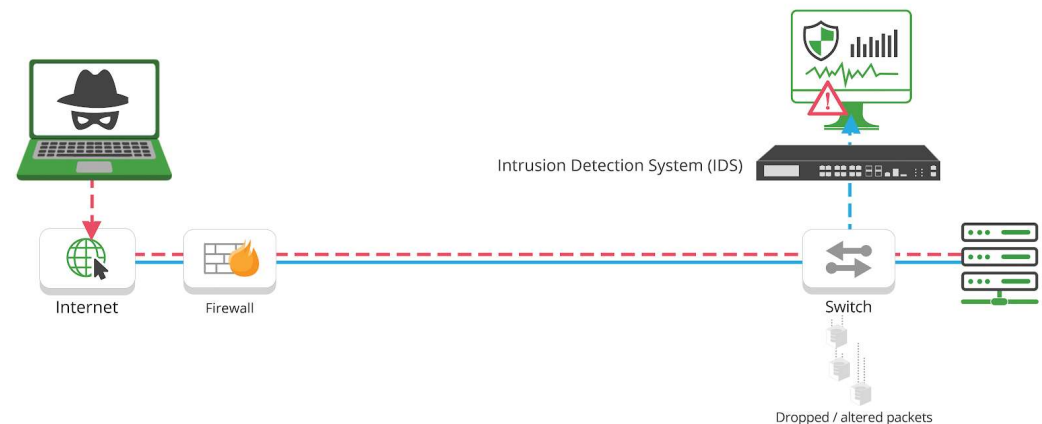 Intrusion Detection System (IDS)
Internet
Firewall
Switch
Dropped / altered packets